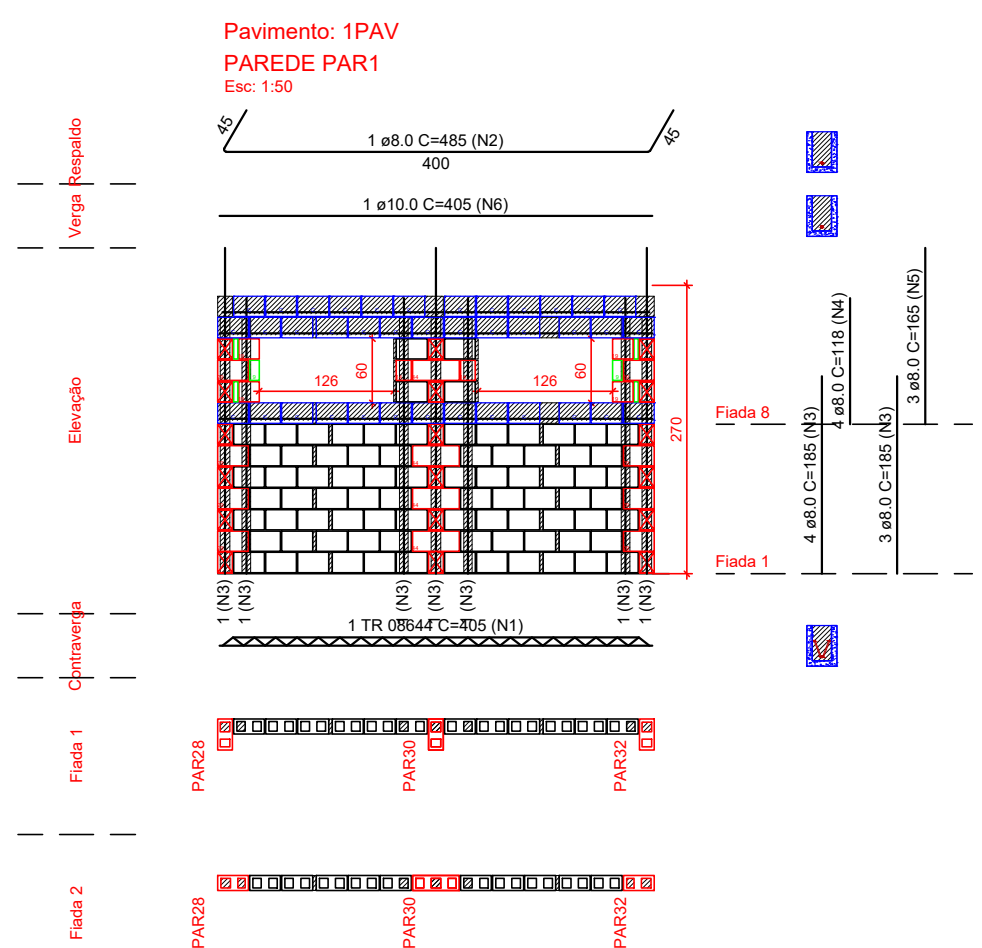 Pavimento: 1PAV
PAREDE PAR1
Esc: 1:50
Respaldo
45
1 ø8.0 C=485 (N2)
400
45
Verga
1 ø10.0 C=405 (N6)
Elevação
126
60
126
60
270
Fiada 8
Fiada 1
4 ø8.0 C=185 (N3)
4 ø8.0 C=118 (N4)
3 ø8.0 C=185 (N3)
3 ø8.0 C=165 (N5)
1 (N3)
1 (N3)
1 (N3)
1 (N3)
1 (N3)
1 (N3)
1 (N3)
Contraverga
1 TR 08644 C=405 (N1)
Fiada 1
PAR28
PAR30
PAR32
Fiada 2
PAR28
PAR30
PAR32